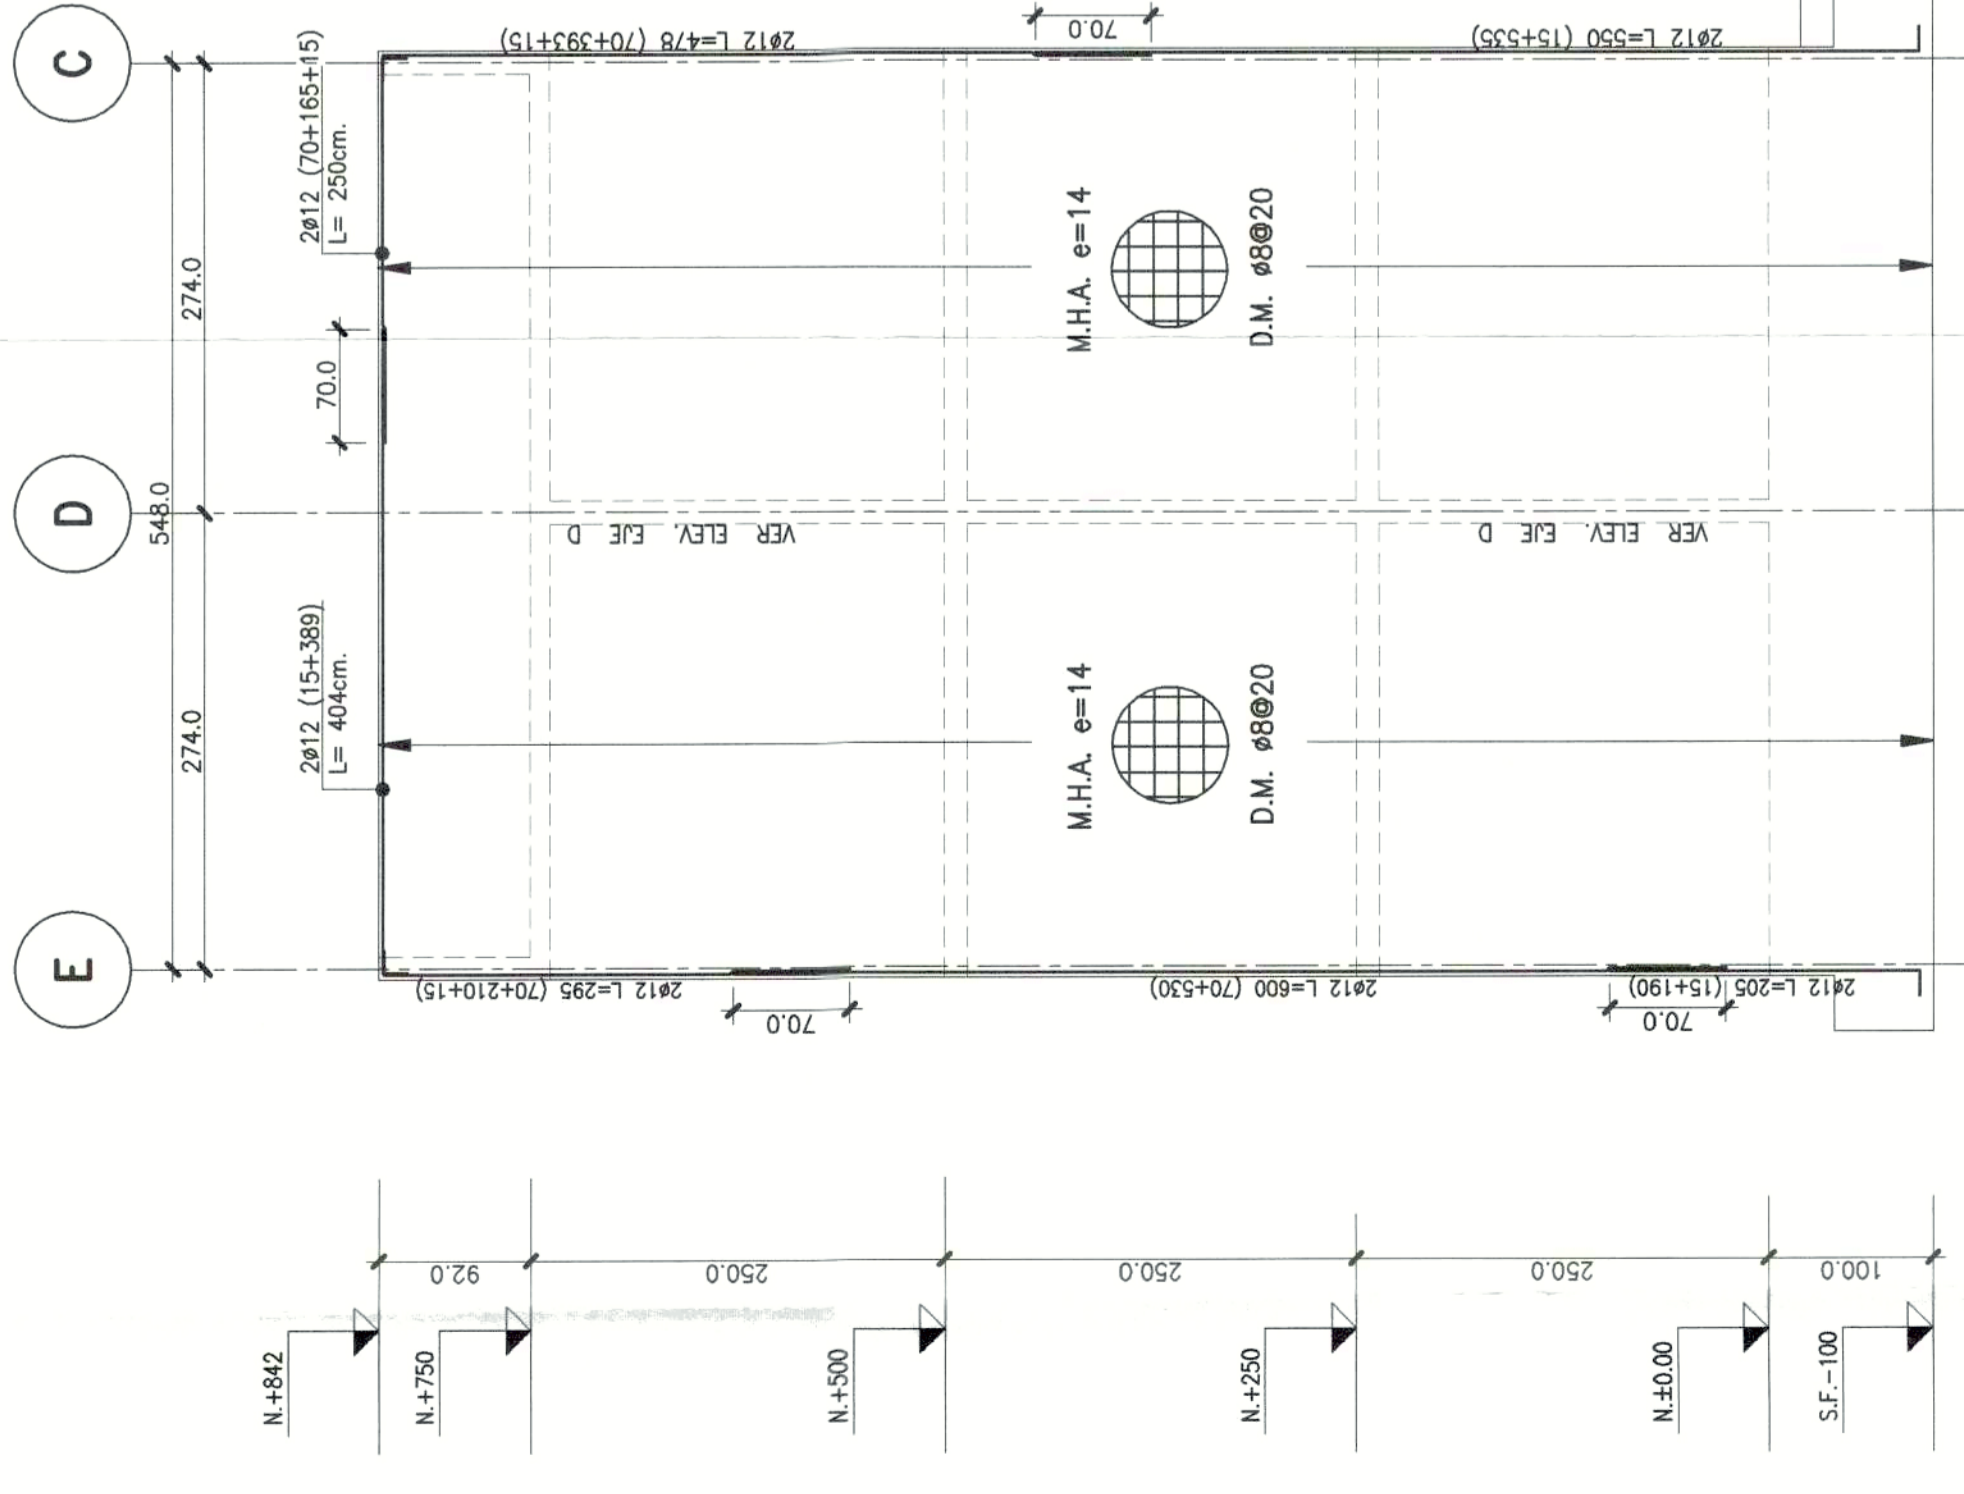 C
D
E
548.0
274.0
274.0
70.0
2ø12 (70+165+15)
L= 250cm.
2ø12 (15+389)
L= 404cm.
2ø12 L=478 (70+393+15)
70.0
2ø12 L=550 (15+535)
M.H.A. e=14
D.M. ø8@20
VER ELEV. EJE D
VER ELEV. EJE D
M.H.A. e=14
D.M. ø8@20
2ø12 L=295 (70+210+15)
70.0
2ø12 L=600 (70+530)
2ø12 L=205 (15+190)
70.0
92.0
250.0
250.0
250.0
100.0
N.+842
N.+750
N.+500
N.+250
N.±0.00
S.F.-100